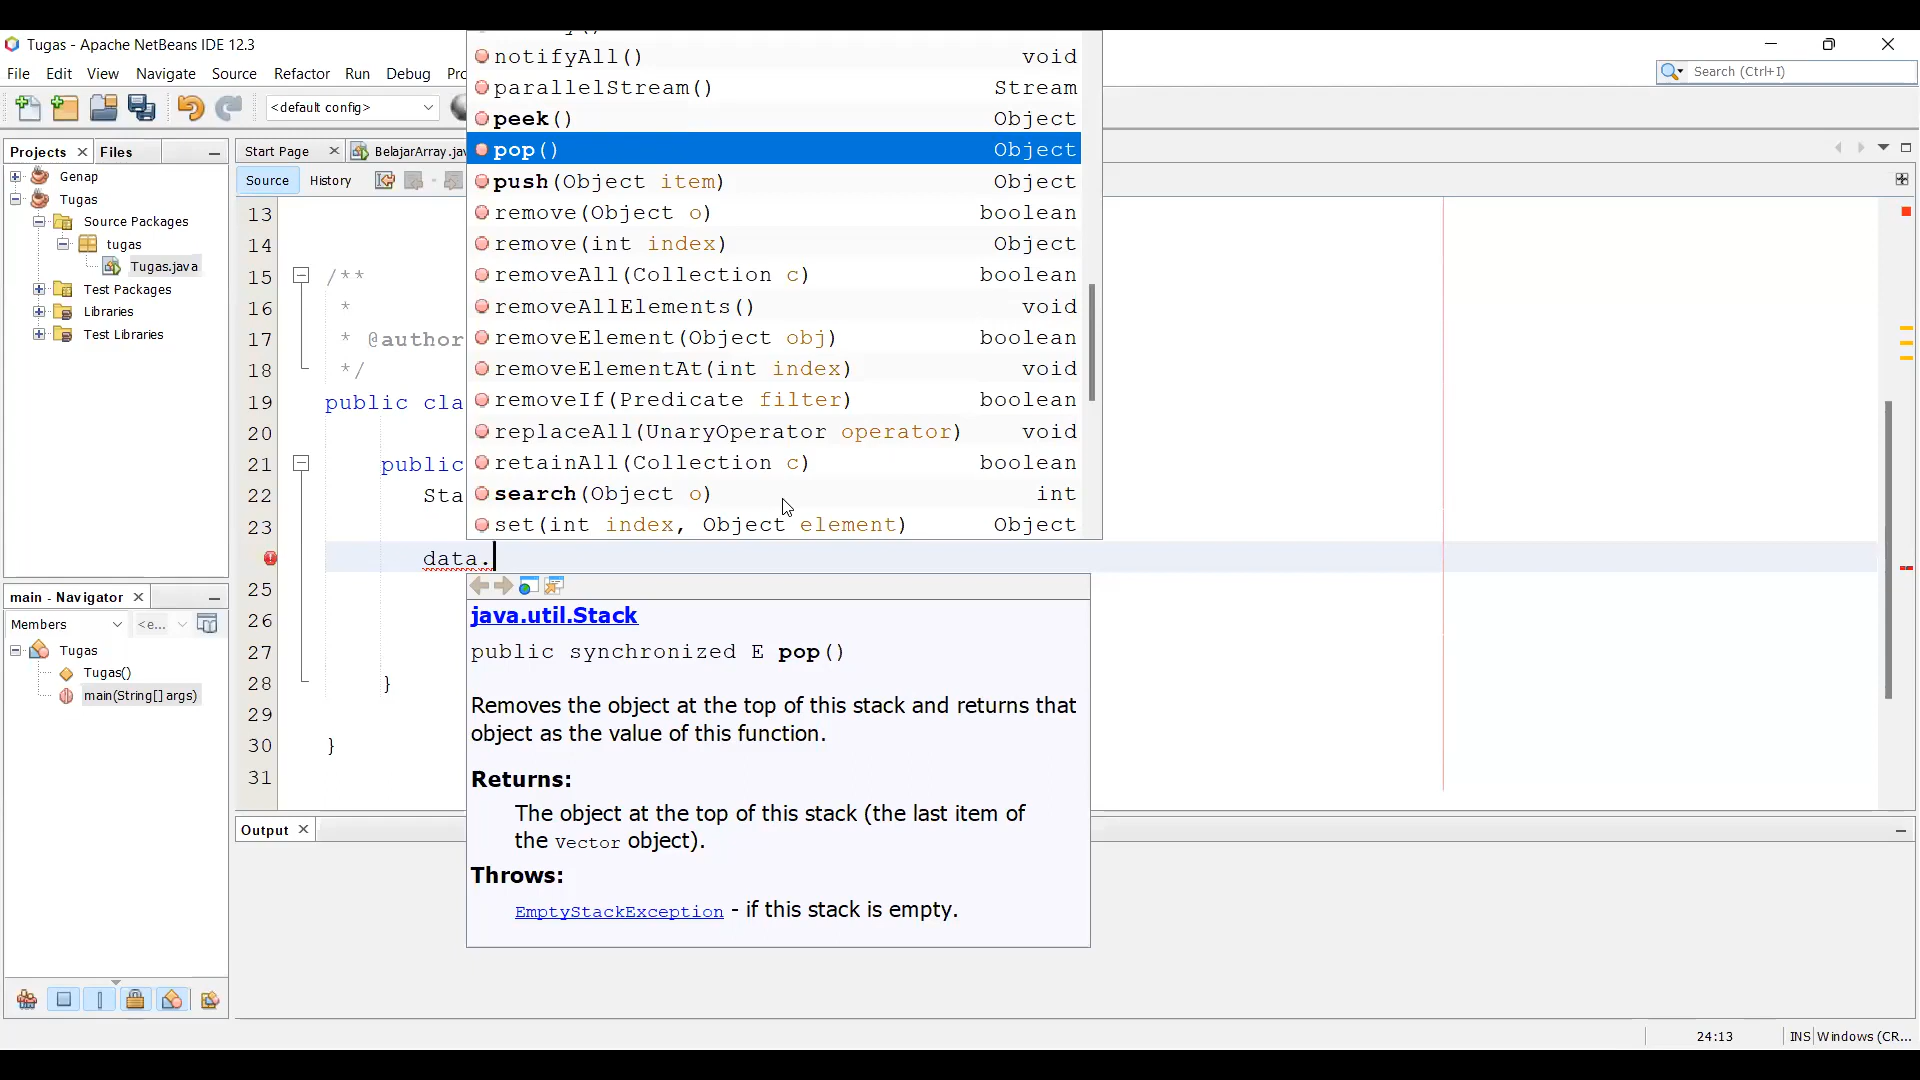 Tugas - Apache NetBeans IDE 12.3
File Edit View Navigate Source Refactor Run Debug Pro
Search (Ctrl+I)
<default config>
Projects
Files
Genap
Tugas
Source Packages
tugas
Tugas.java
Test Packages
Libraries
Test Libraries
main - Navigator
Members
<e...
Tugas
Tugas()
main(String[] args)
Start Page
BelajarArray.jav
Source
History
13
14
15 /**
16 *
17 * @author
18 */
19 public cla
20
21 public
22 Sta
23
data.
25
26
27
28 }
29
30 }
31
notifyAll() void
parallelStream() Stream
peek() Object
pop() Object
push(Object item) Object
remove(Object o) boolean
remove(int index) Object
removeAll(Collection c) boolean
removeAllElements() void
removeElement(Object obj) boolean
removeElementAt(int index) void
removeIf(Predicate filter) boolean
replaceAll(UnaryOperator operator) void
retainAll(Collection c) boolean
search(Object o) int
set(int index, Object element) Object
java.util.Stack
public synchronized E pop()
Removes the object at the top of this stack and returns that
object as the value of this function.
Returns:
The object at the top of this stack (the last item of
the Vector object).
Throws:
EmptyStackException - if this stack is empty.
Output
24:13
INS
Windows (CR...